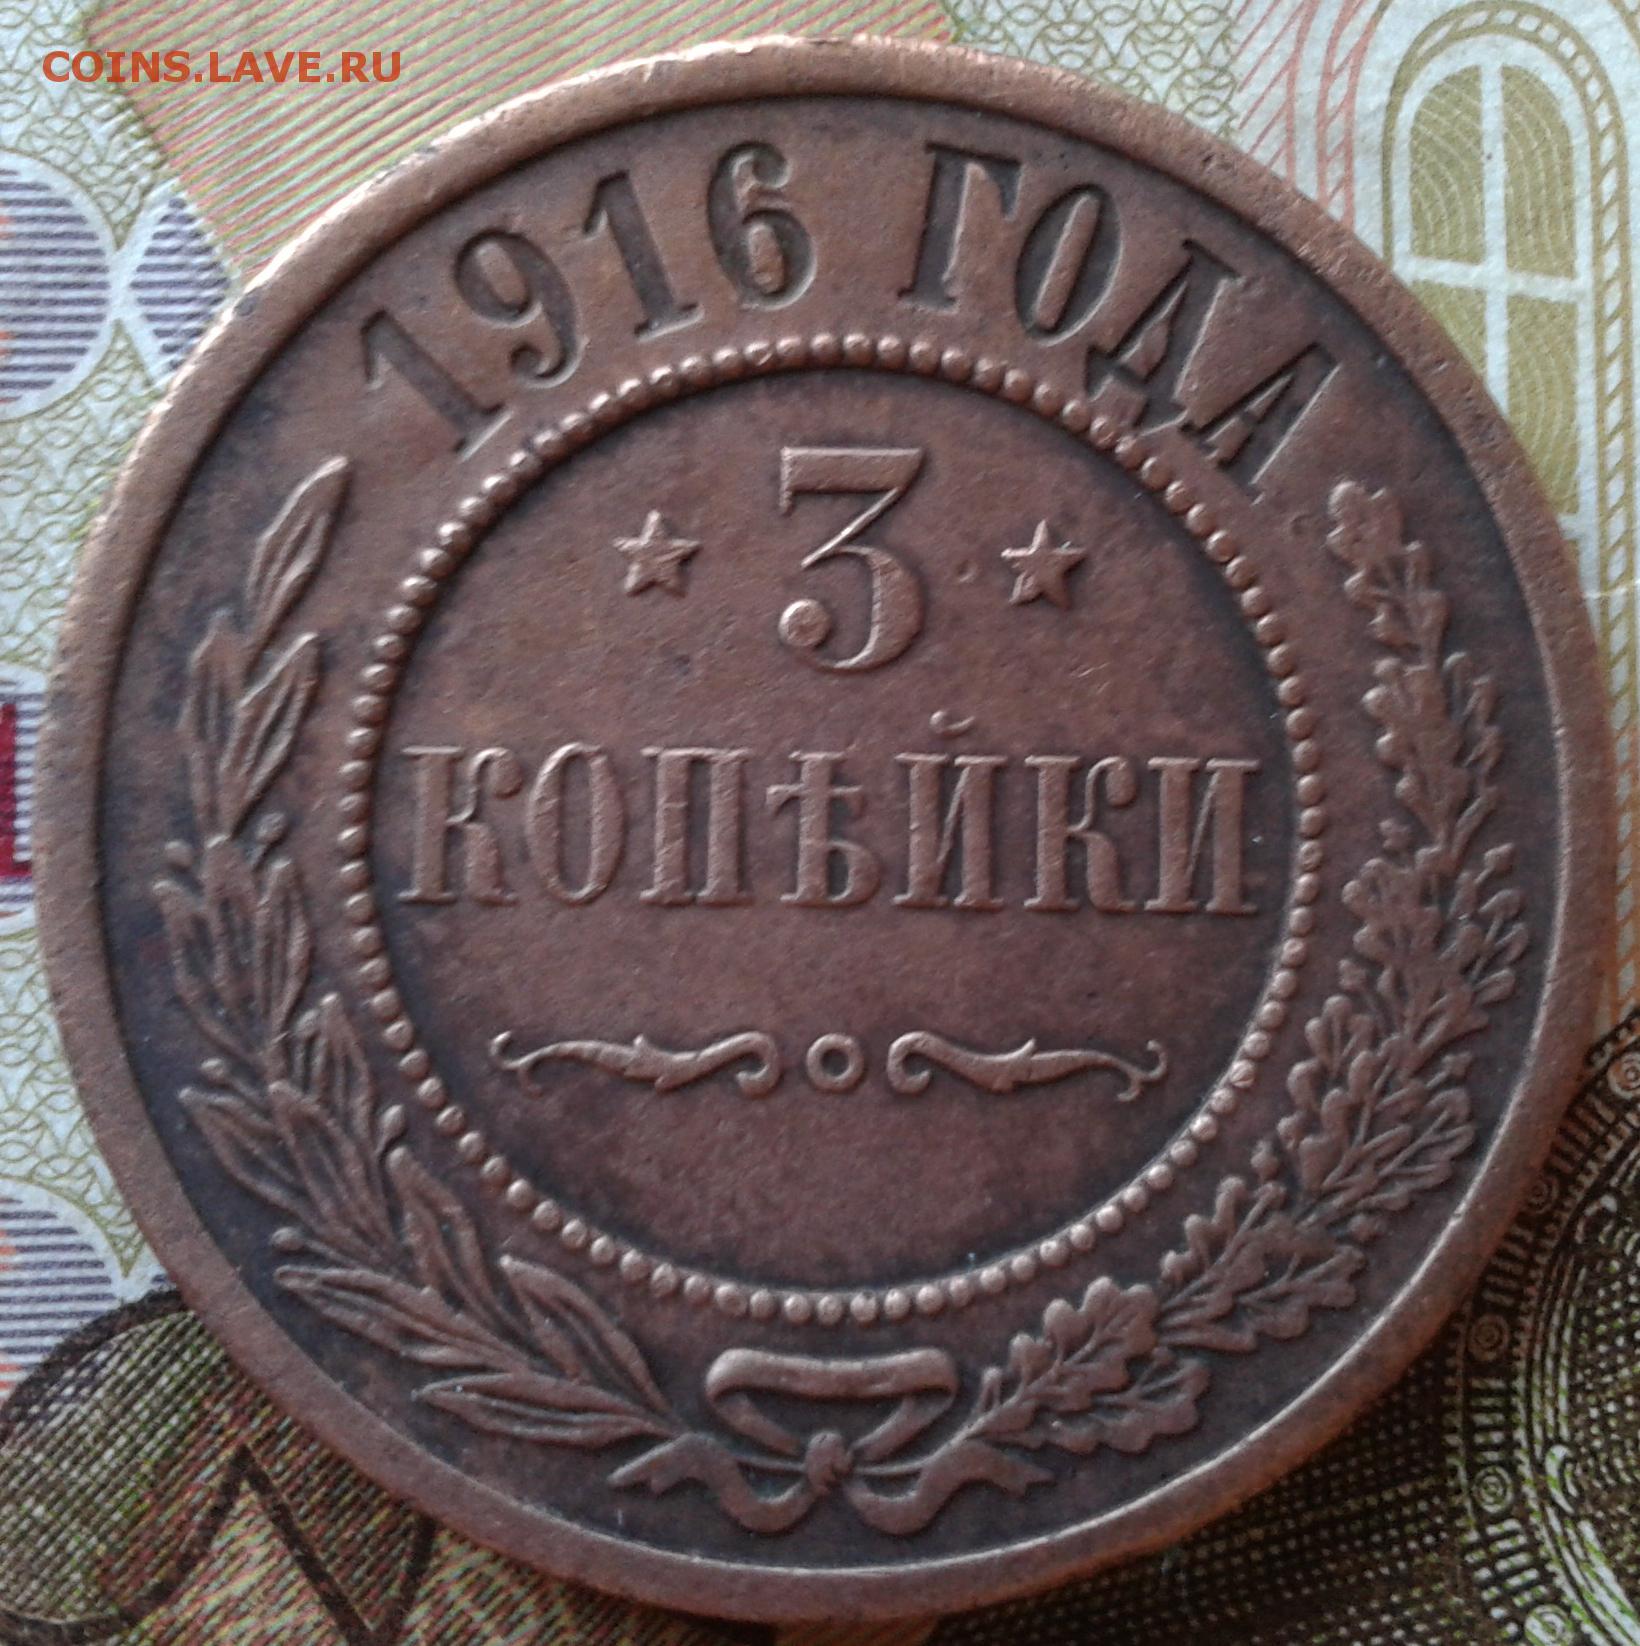 COINS.LAVE.RU
1916 ГОДА
3
КОПѢЙКИ